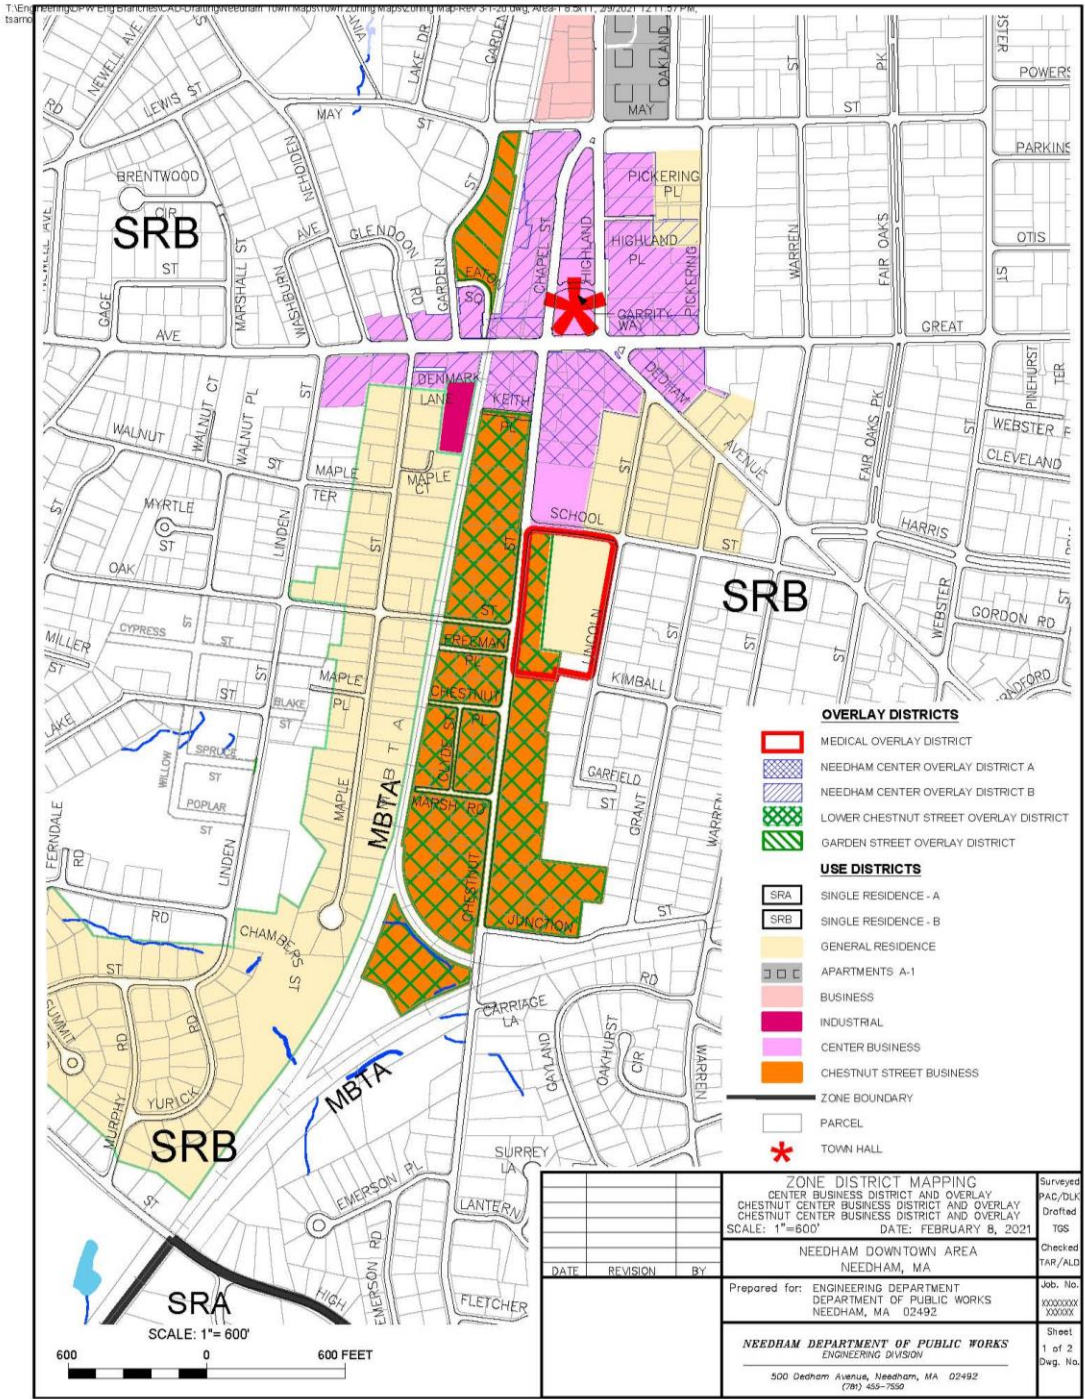 T:\Engineering\DPW Eng Branches\CAD-Drafting\Needham Town Maps\Town Zoning Maps\Zoning Map-Rev 3-1-20.dwg, Area-1 8.5x11, 2/9/2021 12:11:57 PM,
NEWELL AVE
LEWIS ST
RD
LAKE DR
GARDEN
OAKLAND
MAY ST
MAY
ST
PK
POWERS
PARKINS
OTIS
ST
BRENTWOOD
CIR
SRB
ST
GAGE
AVE
MARSHALL ST
NEHOIDEN
WASHBURN
AVE
GLENDOON
RD
GARDEN
ST
EATON
SQ
CHAPEL ST
HIGHLAND
PICKERING
PL
HIGHLAND
PL
PICKERING
GARRITY
WAY
WARREN
ST
FAIR OAKS
GREAT
DENMARK
LANE
KEITH
PL
DEDHAM
AVENUE
FAIR OAKS PK
PINEHURST
TER
WEBSTER
CLEVELAND
HARRIS
WALNUT CT
WALNUT PL
ST
WALNUT
ST
MAPLE
TER
MAPLE
CT
MYRTLE
ST
LINDEN
ST
OAK
ST
SCHOOL
ST
ST
SRB
WEBSTER
GORDON RD
ST
MILLER
ST
CYPRESS
ST
ST
FREEMAN
PL
LINCOLN
KIMBALL
ST
ST
ST
MAPLE
PL
CHESTNUT
PL
BLAKE
ST
LAKE
ST
SPRUCE
ST
WILLOW
POPLAR
ST
CLYDE ST
MARSH RD
GARFIELD
ST
GRANT
WARREN
FERNDALE
RD
LINDEN
MAPLE
MBTA
MBTA
CHESTNUT
JUNCTION
ST
RD
CHAMBERS ST
ST
SUMMIT
RD
RD
RD
MURPHY
YURICK
SRB
MBTA
CARRIAGE
LA
GAYLAND
OAKHURST
CIR
RD
WARREN
SURREY
LA
EMERSON PL
LANTERN
EMERSON RD
FLETCHER
ST
HIGH
SRA
OVERLAY DISTRICTS
MEDICAL OVERLAY DISTRICT
NEEDHAM CENTER OVERLAY DISTRICT A
NEEDHAM CENTER OVERLAY DISTRICT B
LOWER CHESTNUT STREET OVERLAY DISTRICT
GARDEN STREET OVERLAY DISTRICT
USE DISTRICTS
SRA SINGLE RESIDENCE - A
SRB SINGLE RESIDENCE - B
GENERAL RESIDENCE
APARTMENTS A-1
BUSINESS
INDUSTRIAL
CENTER BUSINESS
CHESTNUT STREET BUSINESS
ZONE BOUNDARY
PARCEL
TOWN HALL
SCALE: 1"= 600'
600 0 600 FEET
DATE REVISION BY
ZONE DISTRICT MAPPING
CENTER BUSINESS DISTRICT AND OVERLAY
CHESTNUT CENTER BUSINESS DISTRICT AND OVERLAY
CHESTNUT CENTER BUSINESS DISTRICT AND OVERLAY
SCALE: 1"=600' DATE: FEBRUARY 8, 2021
NEEDHAM DOWNTOWN AREA
NEEDHAM, MA
Prepared for: ENGINEERING DEPARTMENT
DEPARTMENT OF PUBLIC WORKS
NEEDHAM, MA 02492
NEEDHAM DEPARTMENT OF PUBLIC WORKS
ENGINEERING DIVISION
500 Dedham Avenue, Needham, MA 02492
(781) 455-7550
Surveyed
PAC/DLK
Drafted
TGS
Checked
TAR/ALD
Job. No.
XXXXXXXX
XXXXXX
Sheet
1 of 2
Dwg. No.